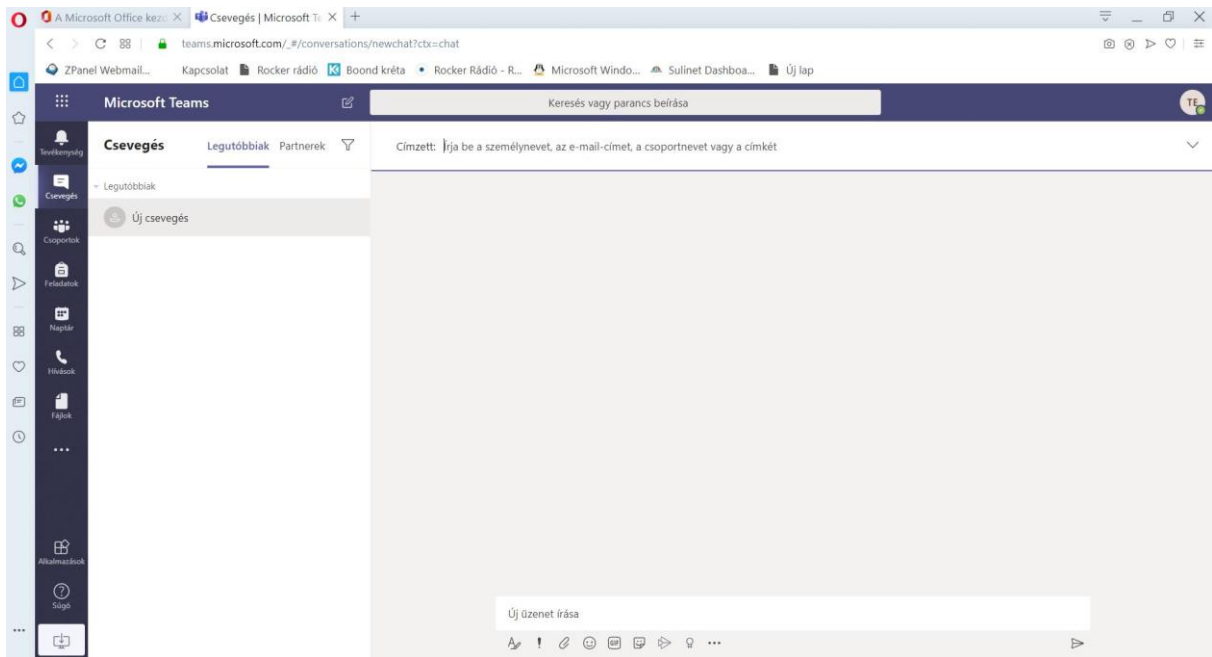 A Microsoft Office kez
Csevegés | Microsoft Te
teams.microsoft.com/_#/conversations/newchat?ctx=chat
ZPanel Webmail... Kapcsolat Rocker rádió Boond kréta Rocker Rádió - R... Microsoft Windo... Sulinet Dashboa... Új lap
Microsoft Teams
Keresés vagy parancs beírása
TE
Tevékenység
Csevegés
Csoportok
Feladatok
Naptár
Hívások
Fájlok
Alkalmazások
Súgó
Csevegés Legutóbbiak Partnerek
Legutóbbiak
Új csevegés
Címzett: Írja be a személynevet, az e-mail-címet, a csoportnevet vagy a címkét
Új üzenet írása
GIF